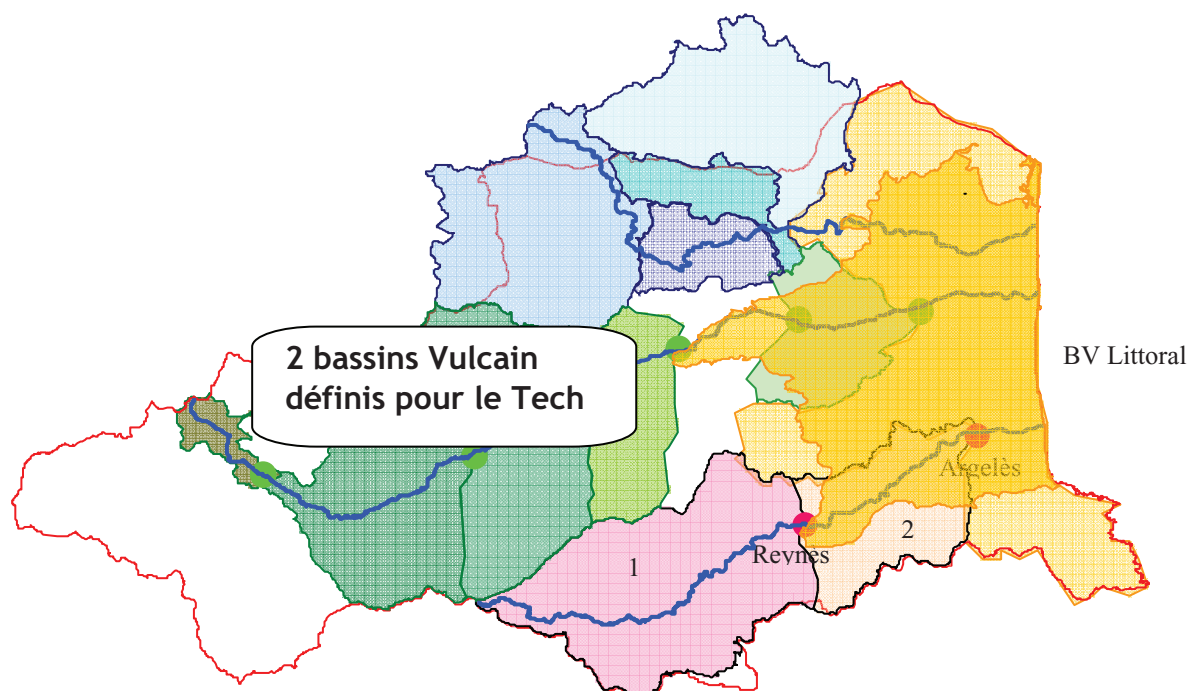 2 bassins Vulcain
définis pour le Tech
BV Littoral
Argelès
Reynès
2
1